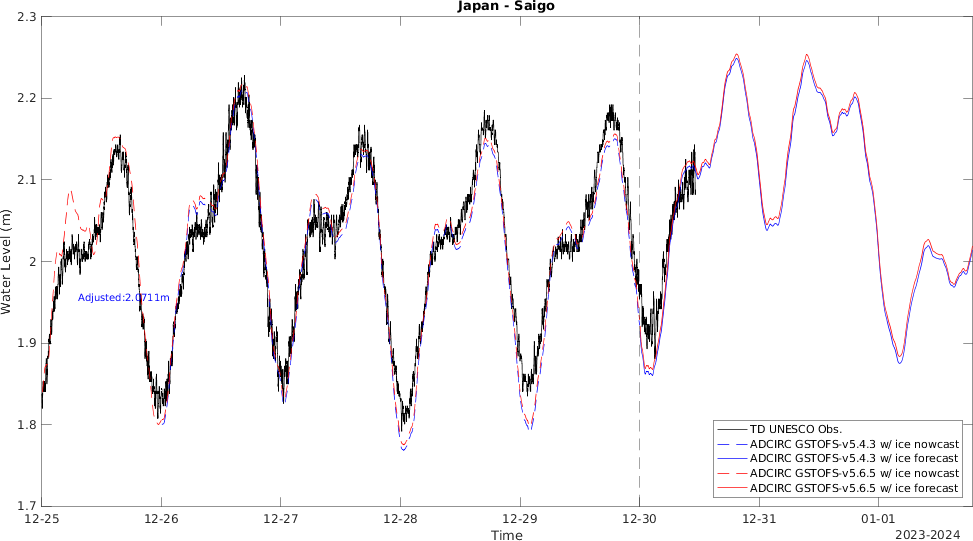 Japan - Saigo
2.3
2.2
2.1
2
1.9
1.8
1.7
Water Level (m)
Adjusted:2.0711m
TD UNESCO Obs.
ADCIRC GSTOFS-v5.4.3 w/ ice nowcast
ADCIRC GSTOFS-v5.4.3 w/ ice forecast
ADCIRC GSTOFS-v5.6.5 w/ ice nowcast
ADCIRC GSTOFS-v5.6.5 w/ ice forecast
12-25 12-26 12-27 12-28 12-29 12-30 12-31 01-01
Time
2023-2024